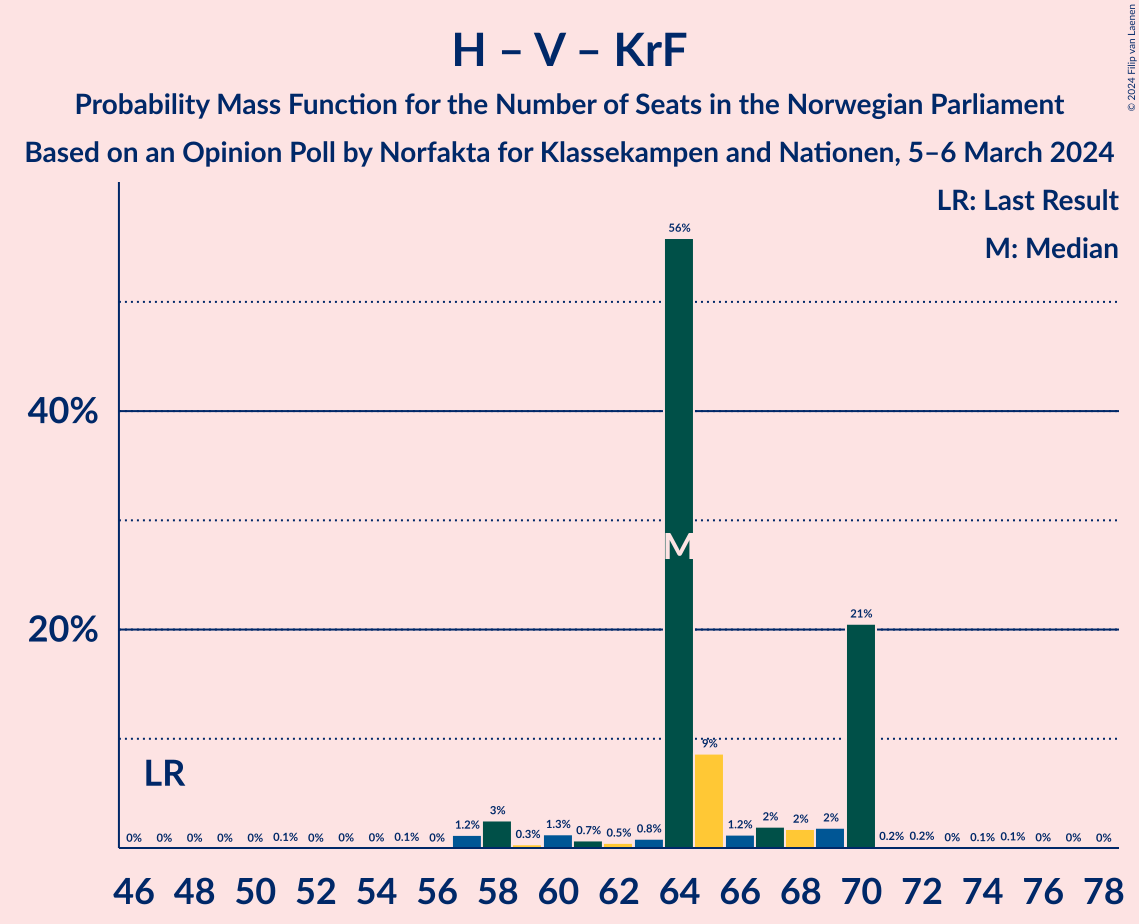 H – V – KrF
Probability Mass Function for the Number of Seats in the Norwegian Parliament
Based on an Opinion Poll by Norfakta for Klassekampen and Nationen, 5–6 March 2024
© 2024 Filip van Laenen
LR: Last Result
M: Median
56%
40%
M
20%
21%
9%
LR
0% 0% 0% 0% 0% 0.1% 0% 0% 0% 0.1% 0% 1.2% 3% 0.3% 1.3% 0.7% 0.5% 0.8% 1.2% 2% 2% 2% 0.2% 0.2% 0% 0.1% 0.1% 0% 0% 0%
46 48 50 52 54 56 58 60 62 64 66 68 70 72 74 76 78